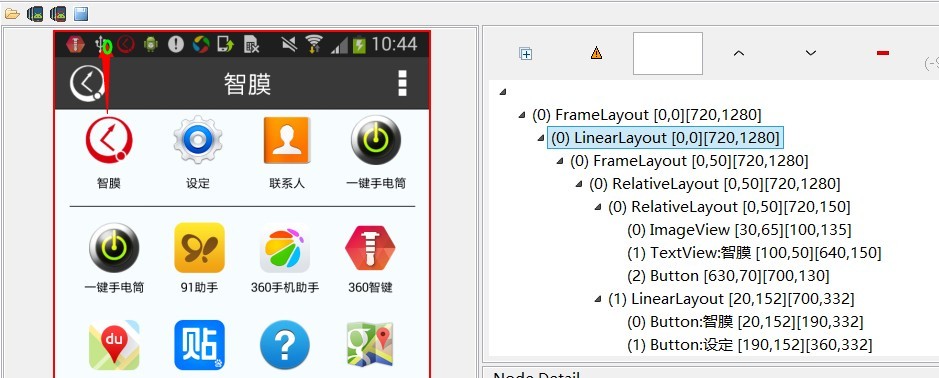 10:44
智膜
智膜 设定 联系人 一键手电筒
一键手电筒 91助手 360手机助手 360智键
du 贴 ?
g
(0) FrameLayout [0,0][720,1280]
(0) LinearLayout [0,0][720,1280]
(0) FrameLayout [0,50][720,1280]
(0) RelativeLayout [0,50][720,1280]
(0) RelativeLayout [0,50][720,150]
(0) ImageView [30,65][100,135]
(1) TextView:智膜 [100,50][640,150]
(2) Button [630,70][700,130]
(1) LinearLayout [20,152][700,332]
(0) Button:智膜 [20,152][190,332]
(1) Button:设定 [190,152][360,332]
Node Detail